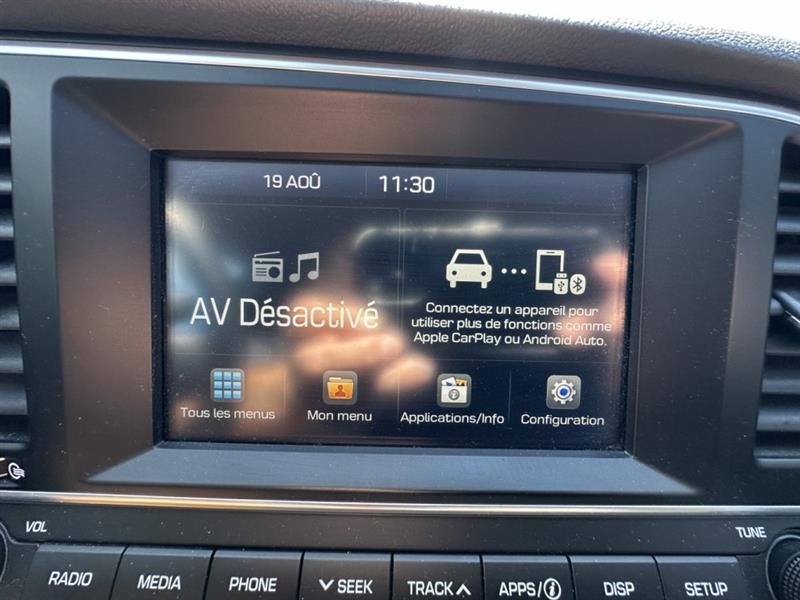 19 AOÛ 11:30
AV Désactivé
Connectez un appareil pour
utiliser plus de fonctions comme
Apple CarPlay ou Android Auto.
Tous les menus Mon menu Applications/Info Configuration
VOL TUNE
RADIO MEDIA PHONE SEEK TRACK APPS/i DISP SETUP